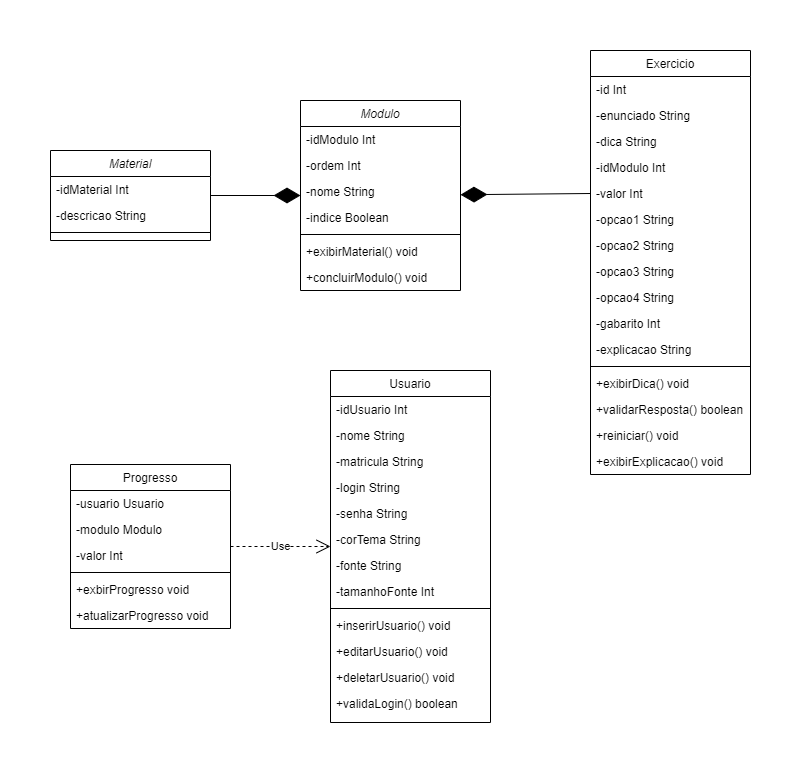 Material
-idMaterial Int
-descricao String
Modulo
-idModulo Int
-ordem Int
-nome String
-indice Boolean
+exibirMaterial() void
+concluirModulo() void
Exercicio
-id Int
-enunciado String
-dica String
-idModulo Int
-valor Int
-opcao1 String
-opcao2 String
-opcao3 String
-opcao4 String
-gabarito Int
-explicacao String
+exibirDica() void
+validarResposta() boolean
+reiniciar() void
+exibirExplicacao() void
Progresso
-usuario Usuario
-modulo Modulo
-valor Int
+exbirProgresso void
+atualizarProgresso void
Use
Usuario
-idUsuario Int
-nome String
-matricula String
-login String
-senha String
-corTema String
-fonte String
-tamanhoFonte Int
+inserirUsuario() void
+editarUsuario() void
+deletarUsuario() void
+validaLogin() boolean